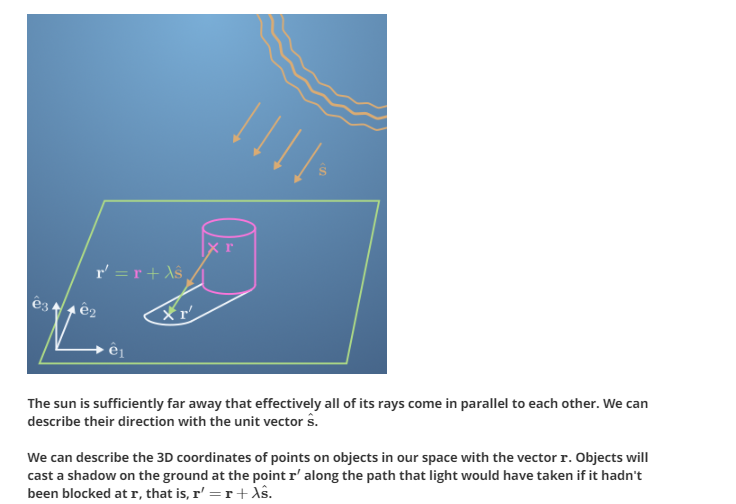 ŝ
r
r′ = r + λŝ
ê₃
ê₂
r′
ê₁
The sun is sufficiently far away that effectively all of its rays come in parallel to each other. We can
describe their direction with the unit vector ŝ.
We can describe the 3D coordinates of points on objects in our space with the vector r. Objects will
cast a shadow on the ground at the point r′ along the path that light would have taken if it hadn't
been blocked at r, that is, r′ = r + λŝ.